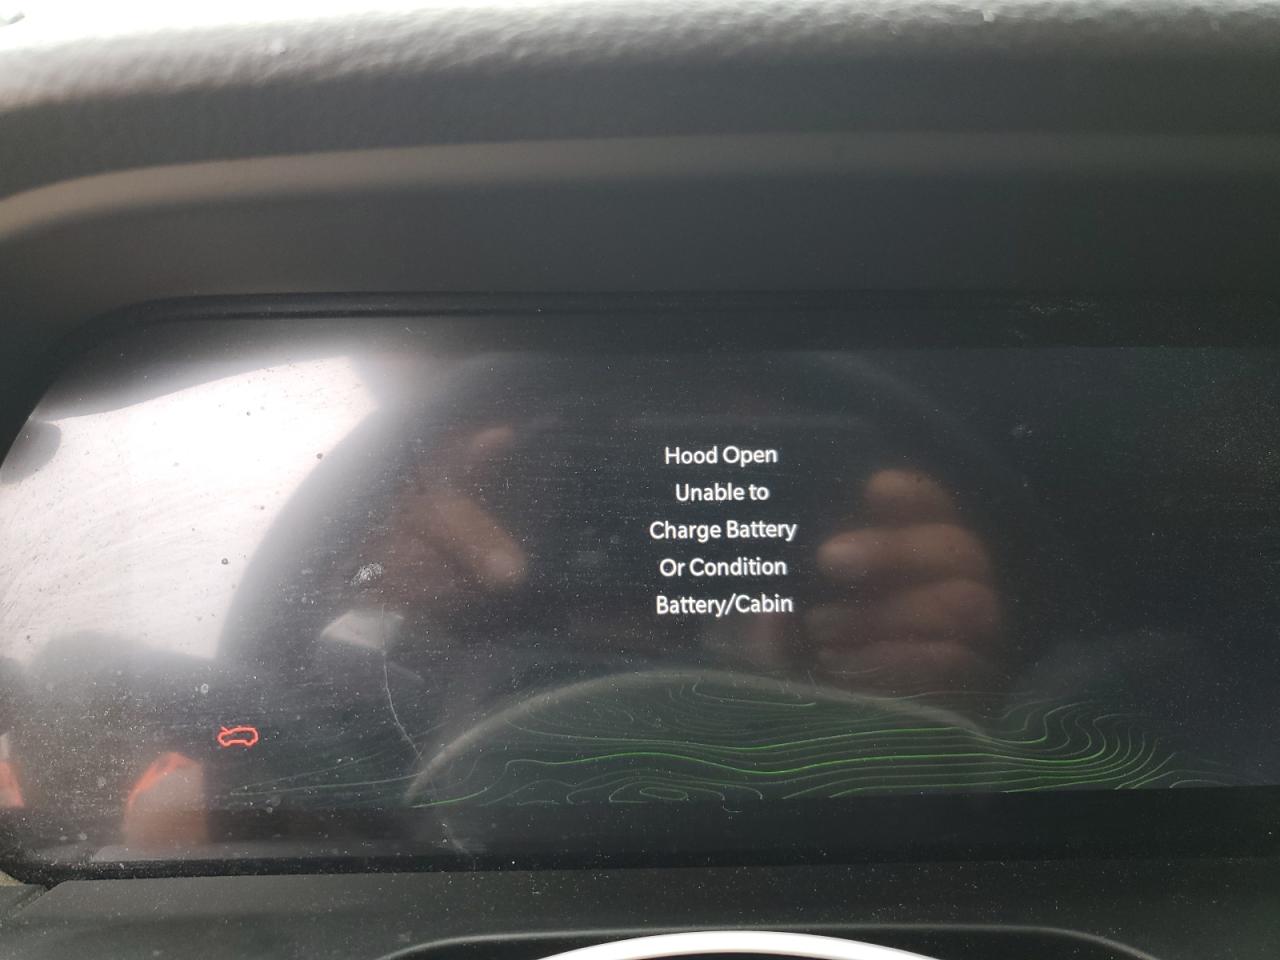 Hood Open
Unable to
Charge Battery
Or Condition
Battery/Cabin